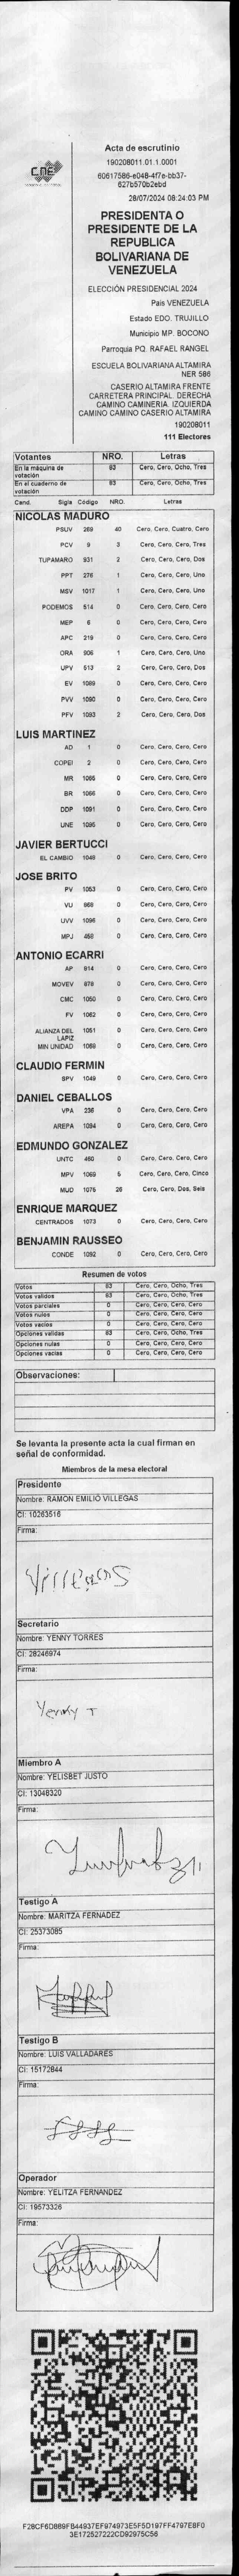 CNE
Acta de escrutinio
190208011.01.1.0001
60617586-e048-4f7e-bb37-
627b570b2ebd
28/07/2024 08:24:03 PM
PRESIDENTA O
PRESIDENTE DE LA
REPUBLICA
BOLIVARIANA DE
VENEZUELA
ELECCIÓN PRESIDENCIAL 2024
Pais VENEZUELA
Estado EDO. TRUJILLO
Municipio MP. BOCONO
Parroquia PQ. RAFAEL RANGEL
ESCUELA BOLIVARIANA ALTAMIRA
NER 586
CASERIO ALTAMIRA FRENTE
CARRETERA PRINCIPAL DERECHA
CAMINO CAMINERIA IZQUIERDA
CAMINO CAMINO CASERIO ALTAMIRA
190208011
111 Electores
Votantes NRO. Letras
En la máquina de votación 83 Cero, Cero, Ocho, Tres
En el cuaderno de votación 83 Cero, Cero, Ocho, Tres
Cand. Sigla Código NRO. Letras
NICOLAS MADURO
PSUV 269 40 Cero, Cero, Cuatro, Cero
PCV 9 3 Cero, Cero, Cero, Tres
TUPAMARO 931 2 Cero, Cero, Cero, Dos
PPT 276 1 Cero, Cero, Cero, Uno
MSV 1017 1 Cero, Cero, Cero, Uno
PODEMOS 514 0 Cero, Cero, Cero, Cero
MEP 6 0 Cero, Cero, Cero, Cero
APC 219 0 Cero, Cero, Cero, Cero
ORA 906 1 Cero, Cero, Cero, Uno
UPV 513 2 Cero, Cero, Cero, Dos
EV 1089 0 Cero, Cero, Cero, Cero
PVV 1090 0 Cero, Cero, Cero, Cero
PFV 1093 2 Cero, Cero, Cero, Dos
LUIS MARTINEZ
AD 1 0 Cero, Cero, Cero, Cero
COPEI 2 0 Cero, Cero, Cero, Cero
MR 1065 0 Cero, Cero, Cero, Cero
BR 1066 0 Cero, Cero, Cero, Cero
DDP 1091 0 Cero, Cero, Cero, Cero
UNE 1095 0 Cero, Cero, Cero, Cero
JAVIER BERTUCCI
EL CAMBIO 1048 0 Cero, Cero, Cero, Cero
JOSE BRITO
PV 1053 0 Cero, Cero, Cero, Cero
VU 868 0 Cero, Cero, Cero, Cero
UVV 1096 0 Cero, Cero, Cero, Cero
MPJ 458 0 Cero, Cero, Cero, Cero
ANTONIO ECARRI
AP 914 0 Cero, Cero, Cero, Cero
MOVEV 878 0 Cero, Cero, Cero, Cero
CMC 1050 0 Cero, Cero, Cero, Cero
FV 1062 0 Cero, Cero, Cero, Cero
ALIANZA DEL LAPIZ 1051 0 Cero, Cero, Cero, Cero
MIN UNIDAD 1088 0 Cero, Cero, Cero, Cero
CLAUDIO FERMIN
SPV 1049 0 Cero, Cero, Cero, Cero
DANIEL CEBALLOS
VPA 236 0 Cero, Cero, Cero, Cero
AREPA 1094 0 Cero, Cero, Cero, Cero
EDMUNDO GONZALEZ
UNTC 460 0 Cero, Cero, Cero, Cero
MPV 1069 5 Cero, Cero, Cero, Cinco
MUD 1075 26 Cero, Cero, Dos, Seis
ENRIQUE MARQUEZ
CENTRADOS 1073 0 Cero, Cero, Cero, Cero
BENJAMIN RAUSSEO
CONDE 1092 0 Cero, Cero, Cero, Cero
Resumen de votos
Votos 83 Cero, Cero, Ocho, Tres
Votos validos 83 Cero, Cero, Ocho, Tres
Votos parciales 0 Cero, Cero, Cero, Cero
Votos nulos 0 Cero, Cero, Cero, Cero
Votos vacios 0 Cero, Cero, Cero, Cero
Opciones validas 83 Cero, Cero, Ocho, Tres
Opciones nulas 0 Cero, Cero, Cero, Cero
Opciones vacias 0 Cero, Cero, Cero, Cero
Observaciones:
Se levanta la presente acta la cual firman en
señal de conformidad.
Miembros de la mesa electoral
Presidente
Nombre: RAMON EMILIO VILLEGAS
CI: 10263516
Firma:
Villegas
Secretario
Nombre: YENNY TORRES
CI: 28246974
Firma:
Yenny T
Miembro A
Nombre: YELISBET JUSTO
CI: 13048320
Firma:
Testigo A
Nombre: MARITZA FERNADEZ
CI: 25373085
Firma:
Testigo B
Nombre: LUIS VALLADARES
CI: 15172844
Firma:
Operador
Nombre: YELITZA FERNANDEZ
CI: 19573326
Firma:
F28CF6D889FB44937EF974973E5F5D197FF4797E8F0
3E172527222CD92975C56